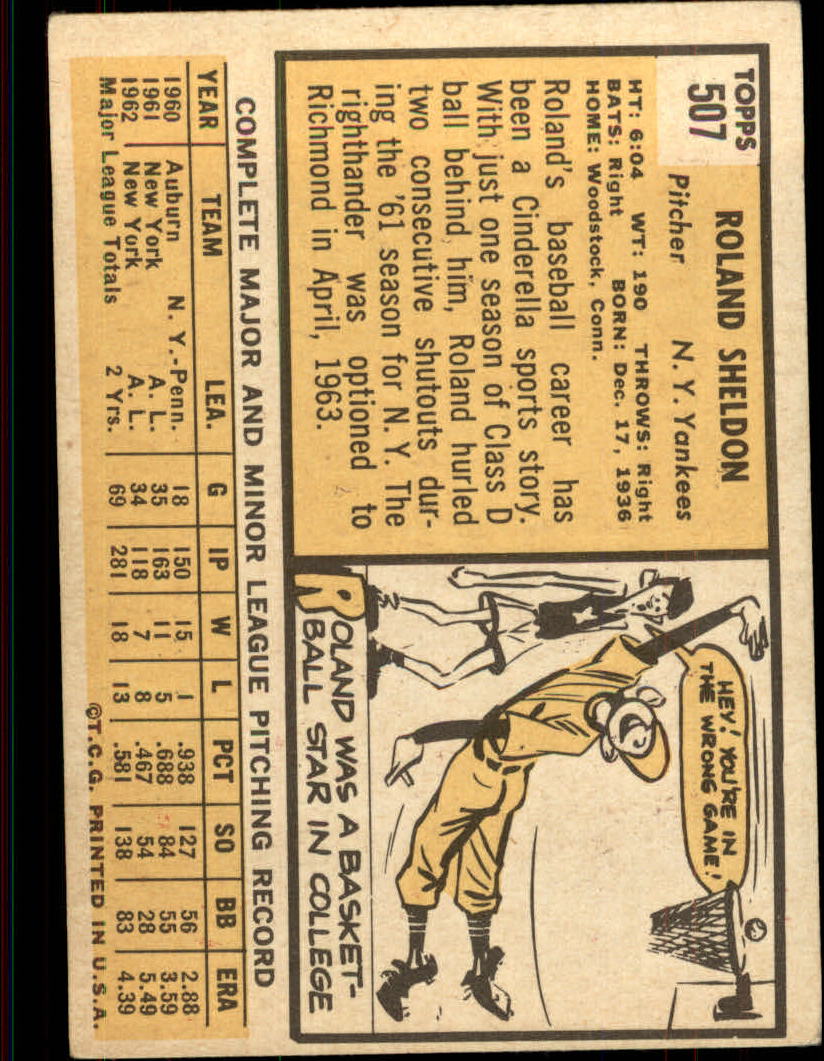 TOPPS
507
ROLAND SHELDON
Pitcher N. Y. Yankees
HT: 6:04 WT: 190 THROWS: Right
BATS: Right BORN: Dec. 17, 1936
HOME: Woodstock, Conn.
Roland's baseball career has
been a Cinderella sports story.
With just one season of Class D
ball behind him, Roland hurled
two consecutive shutouts dur-
ing the '61 season for N. Y. The
righthander was optioned to
Richmond in April, 1963.
HEY! YOU'RE IN
THE WRONG GAME!
ROLAND WAS A BASKET-
BALL STAR IN COLLEGE
COMPLETE MAJOR AND MINOR LEAGUE PITCHING RECORD
YEAR TEAM LEA. G IP W L PCT SO BB ERA
1960 Auburn N. Y.-Penn. 18 150 15 1 .938 127 56 2.88
1961 New York A. L. 35 163 11 5 .688 84 55 3.59
1962 New York A. L. 34 118 7 8 .467 54 28 5.49
Major League Totals 2 Yrs. 69 281 18 13 .581 138 83 4.39
©T.C.G. PRINTED IN U.S.A.